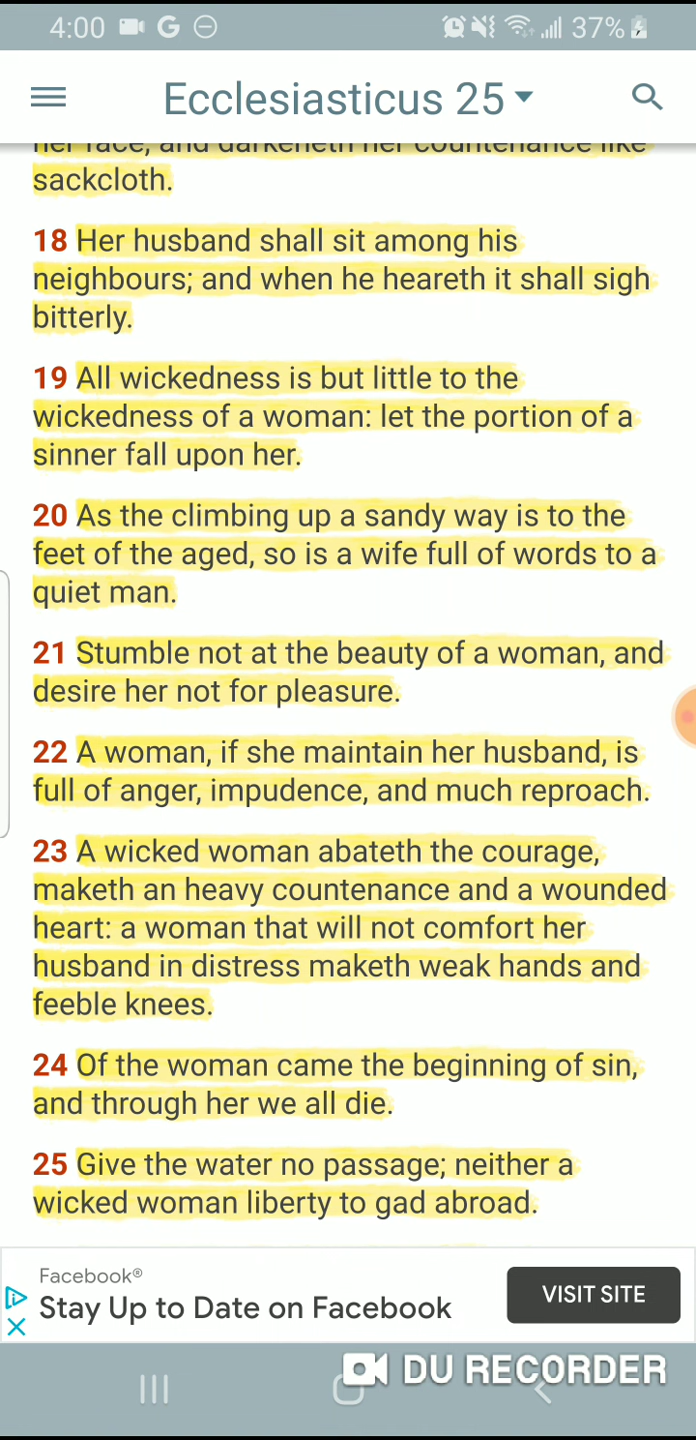 4:00 G 37%
Ecclesiasticus 25
her face, and darkeneth her countenance like
sackcloth.
18 Her husband shall sit among his
neighbours; and when he heareth it shall sigh
bitterly.
19 All wickedness is but little to the
wickedness of a woman: let the portion of a
sinner fall upon her.
20 As the climbing up a sandy way is to the
feet of the aged, so is a wife full of words to a
quiet man.
21 Stumble not at the beauty of a woman, and
desire her not for pleasure.
22 A woman, if she maintain her husband, is
full of anger, impudence, and much reproach.
23 A wicked woman abateth the courage,
maketh an heavy countenance and a wounded
heart: a woman that will not comfort her
husband in distress maketh weak hands and
feeble knees.
24 Of the woman came the beginning of sin,
and through her we all die.
25 Give the water no passage; neither a
wicked woman liberty to gad abroad.
Facebook®
Stay Up to Date on Facebook
VISIT SITE
DU RECORDER